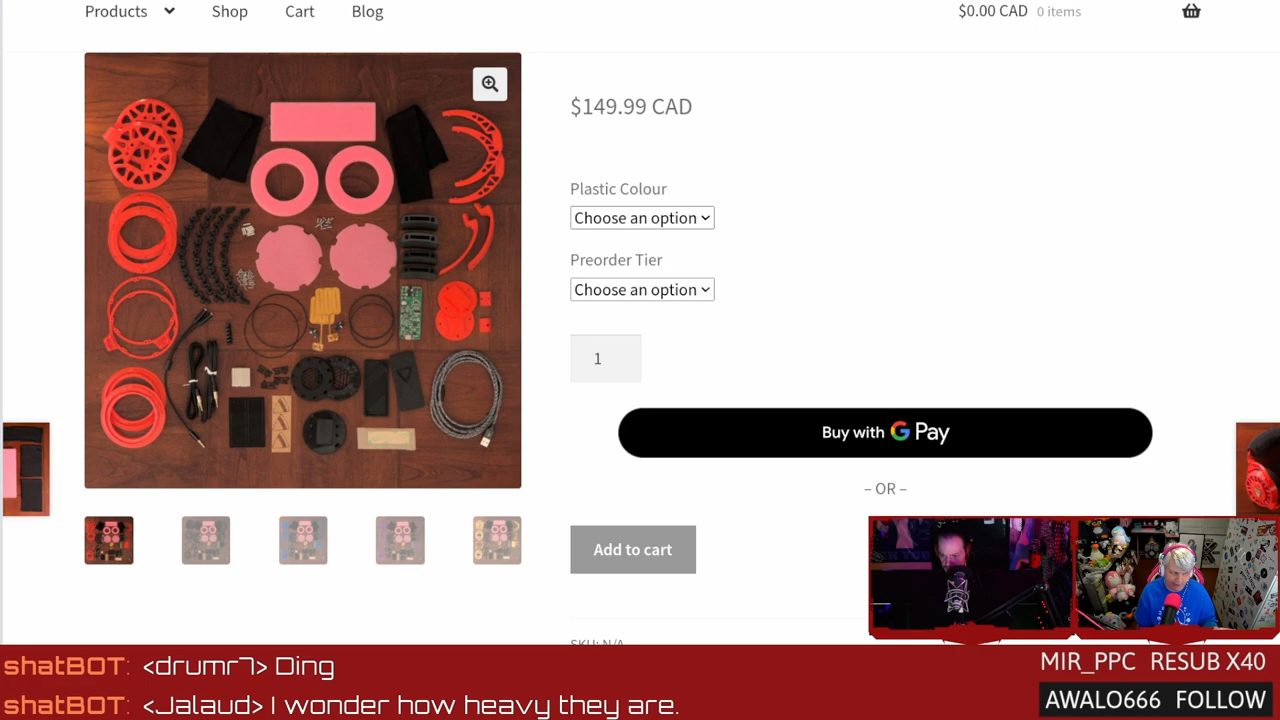 Products
Shop
Cart
Blog
$0.00 CAD 0 items
$149.99 CAD
Plastic Colour
Choose an option
Preorder Tier
Choose an option
1
Buy with G Pay
– OR –
Add to cart
SKU: N/A
shatBOT: <drumr7> Ding
shatBOT: <Jalaud> I wonder how heavy they are.
MIR_PPC RESUB X40
AWALO666 FOLLOW